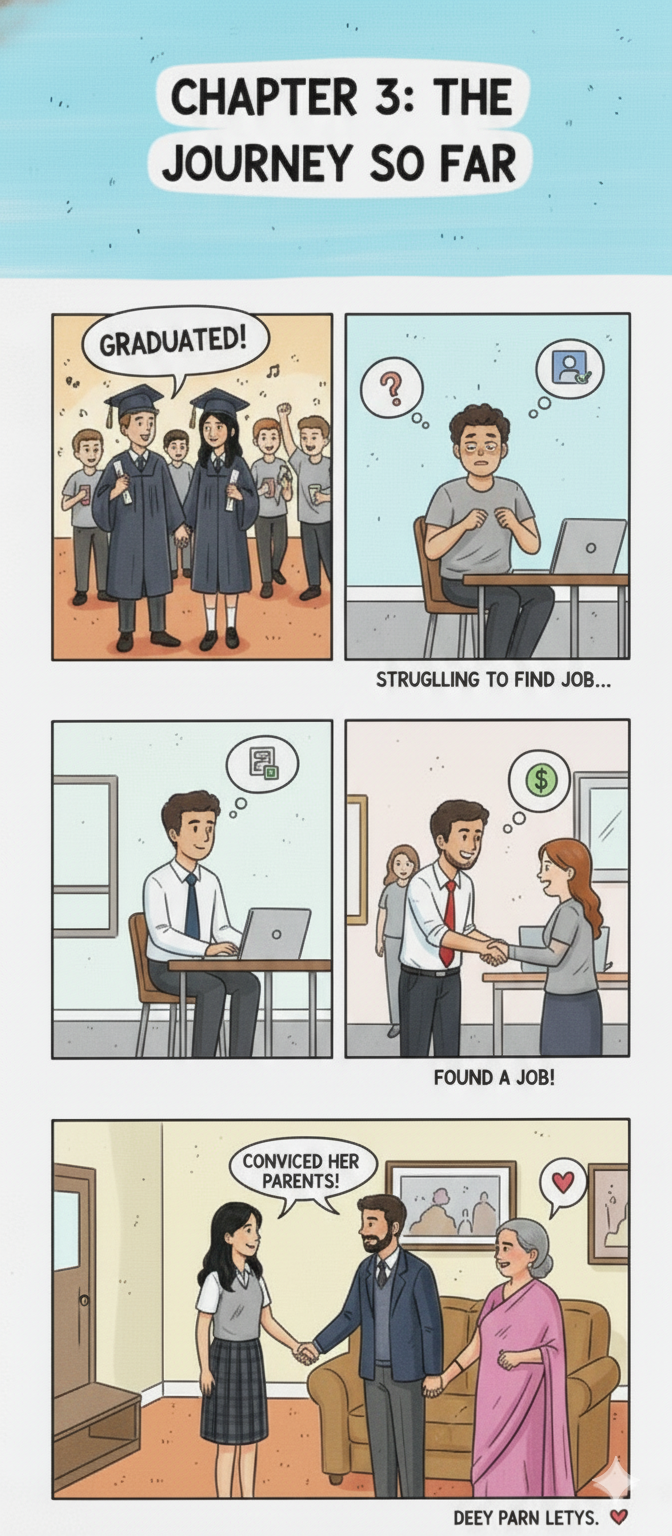 CHAPTER 3: THE
JOURNEY SO FAR
GRADUATED!
STRUGLLING TO FIND JOB...
$
FOUND A JOB!
CONVICED HER
PARENTS!
DEEY PARN LETYS.